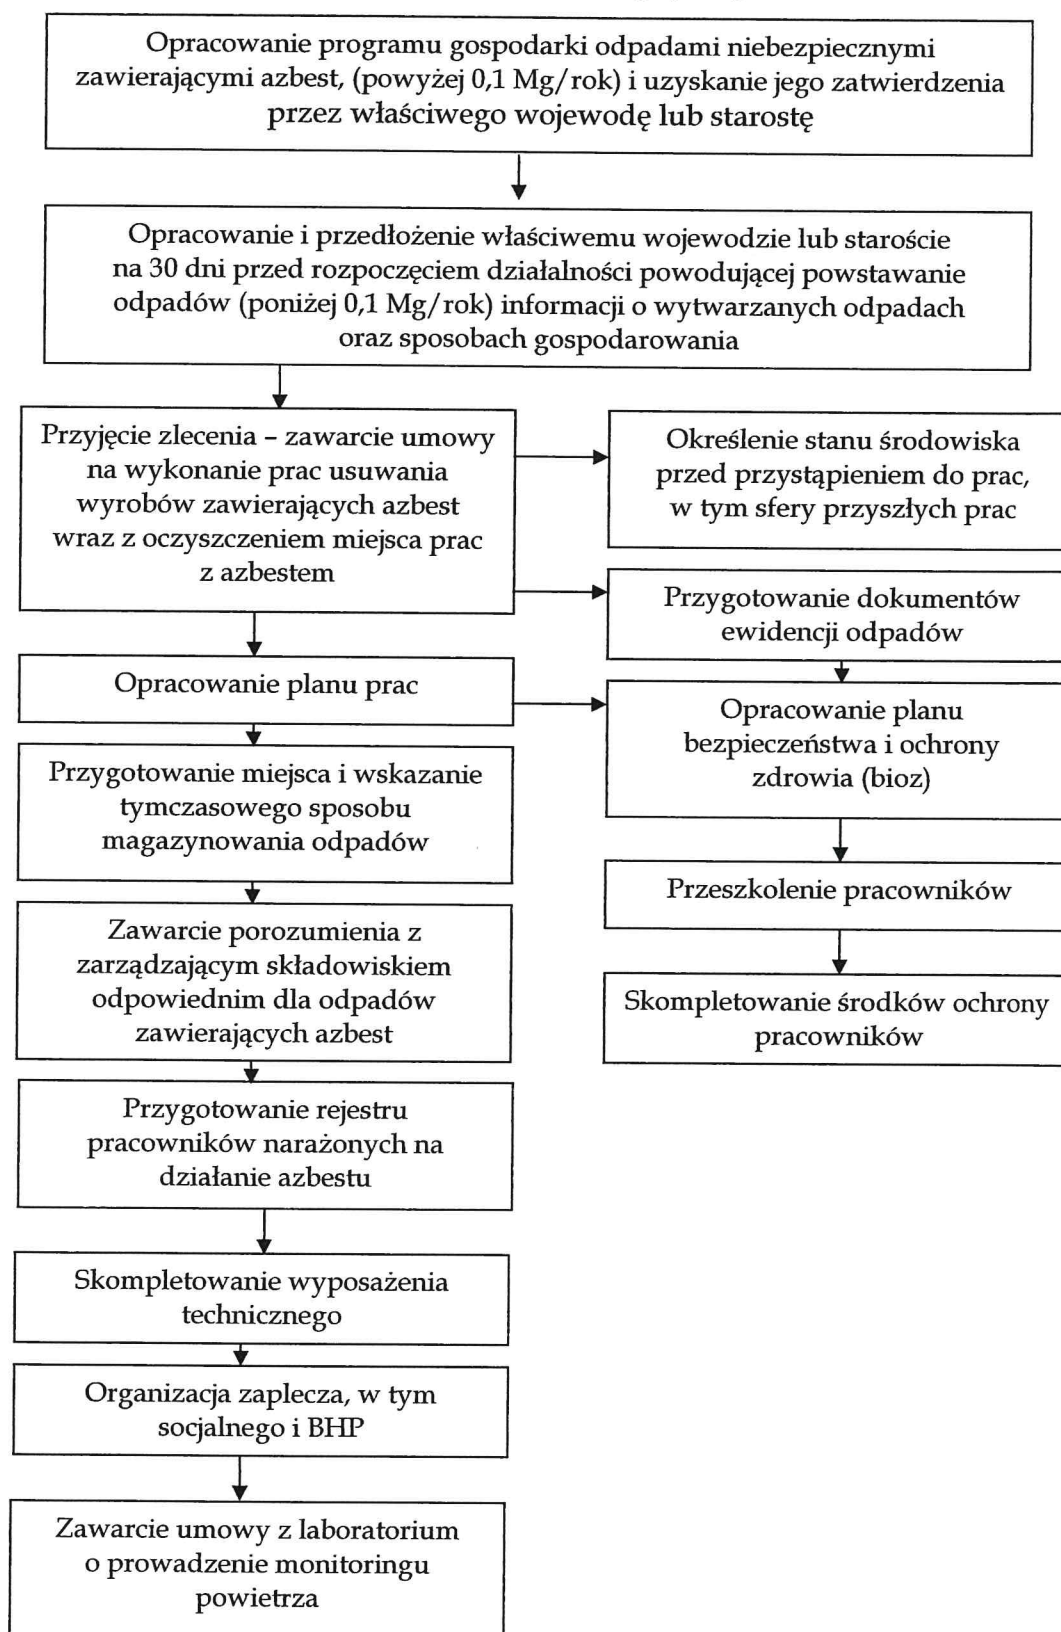 Opracowanie programu gospodarki odpadami niebezpiecznymi
zawierającymi azbest, (powyżej 0,1 Mg/rok) i uzyskanie jego zatwierdzenia
przez właściwego wojewodę lub starostę
Opracowanie i przedłożenie właściwemu wojewodzie lub staroście
na 30 dni przed rozpoczęciem działalności powodującej powstawanie
odpadów (poniżej 0,1 Mg/rok) informacji o wytwarzanych odpadach
oraz sposobach gospodarowania
Przyjęcie zlecenia – zawarcie umowy
na wykonanie prac usuwania
wyrobów zawierających azbest
wraz z oczyszczeniem miejsca prac
z azbestem
Określenie stanu środowiska
przed przystąpieniem do prac,
w tym sfery przyszłych prac
Przygotowanie dokumentów
ewidencji odpadów
Opracowanie planu prac
Opracowanie planu
bezpieczeństwa i ochrony
zdrowia (bioz)
Przygotowanie miejsca i wskazanie
tymczasowego sposobu
magazynowania odpadów
Przeszkolenie pracowników
Zawarcie porozumienia z
zarządzającym składowiskiem
odpowiednim dla odpadów
zawierających azbest
Skompletowanie środków ochrony
pracowników
Przygotowanie rejestru
pracowników narażonych na
działanie azbestu
Skompletowanie wyposażenia
technicznego
Organizacja zaplecza, w tym
socjalnego i BHP
Zawarcie umowy z laboratorium
o prowadzenie monitoringu
powietrza